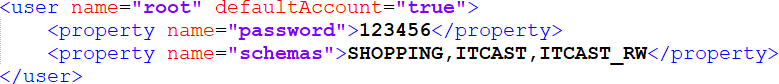 <user name="root" defaultAccount="true">
<property name="password">123456</property>
<property name="schemas">SHOPPING,ITCAST,ITCAST_RW</property>
</user>